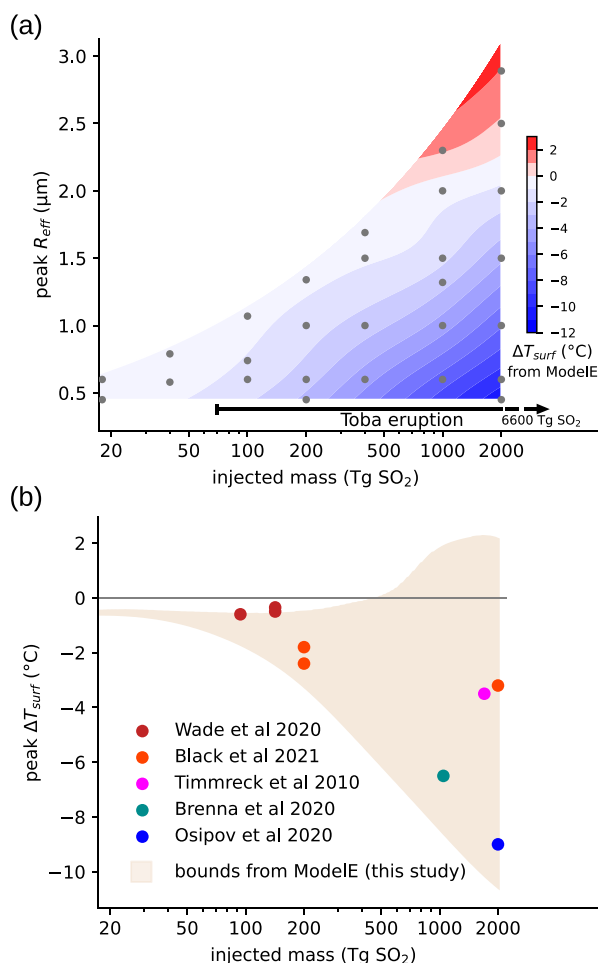 (a)
3.0
2.5
2.0
1.5
1.0
0.5
peak R_eff (μm)
2
0
−2
−4
−6
−8
−10
−12
ΔT_surf (°C)
from ModelE
Toba eruption
6600 Tg SO₂
20 50 100 200 500 1000 2000
injected mass (Tg SO₂)
(b)
2
0
−2
−4
−6
−8
−10
peak ΔT_surf (°C)
Wade et al 2020
Black et al 2021
Timmreck et al 2010
Brenna et al 2020
Osipov et al 2020
bounds from ModelE (this study)
20 50 100 200 500 1000 2000
injected mass (Tg SO₂)